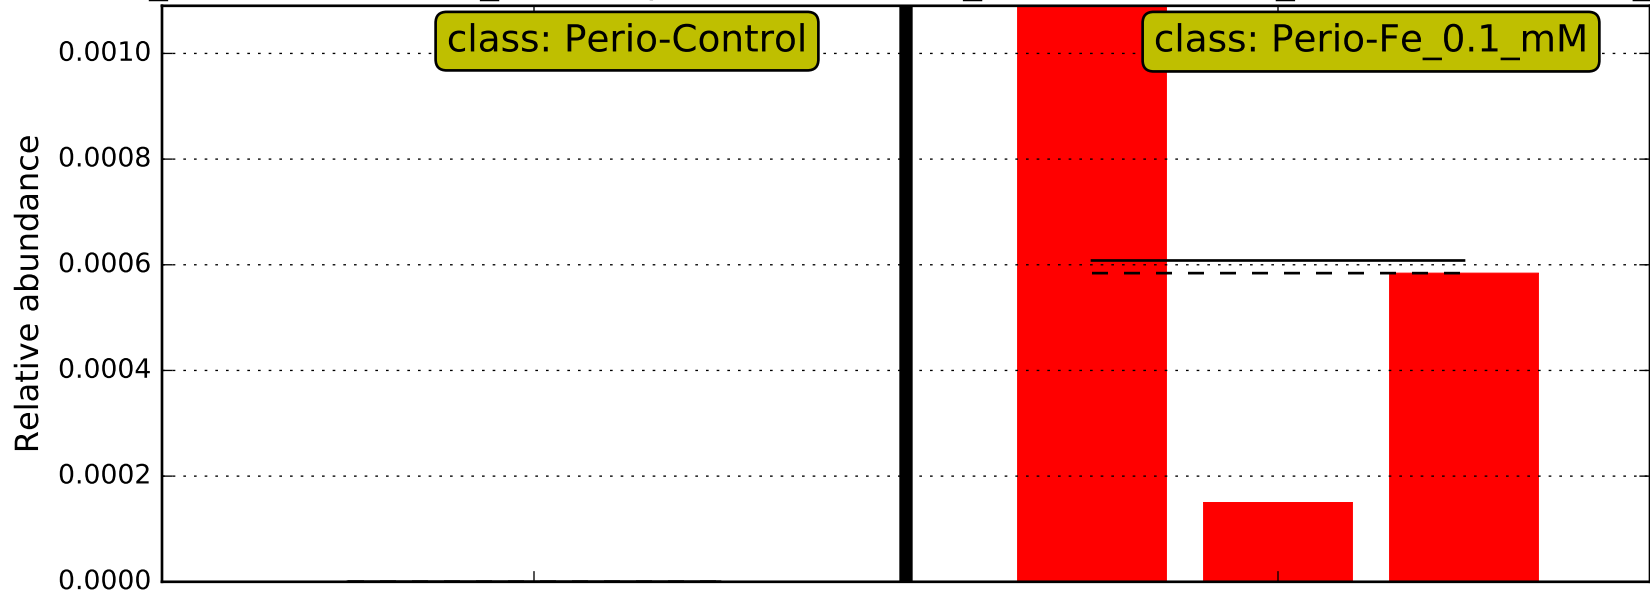 class: Perio-Control
class: Perio-Fe_0.1_mM
Relative abundance
0.0010
0.0008
0.0006
0.0004
0.0002
0.0000